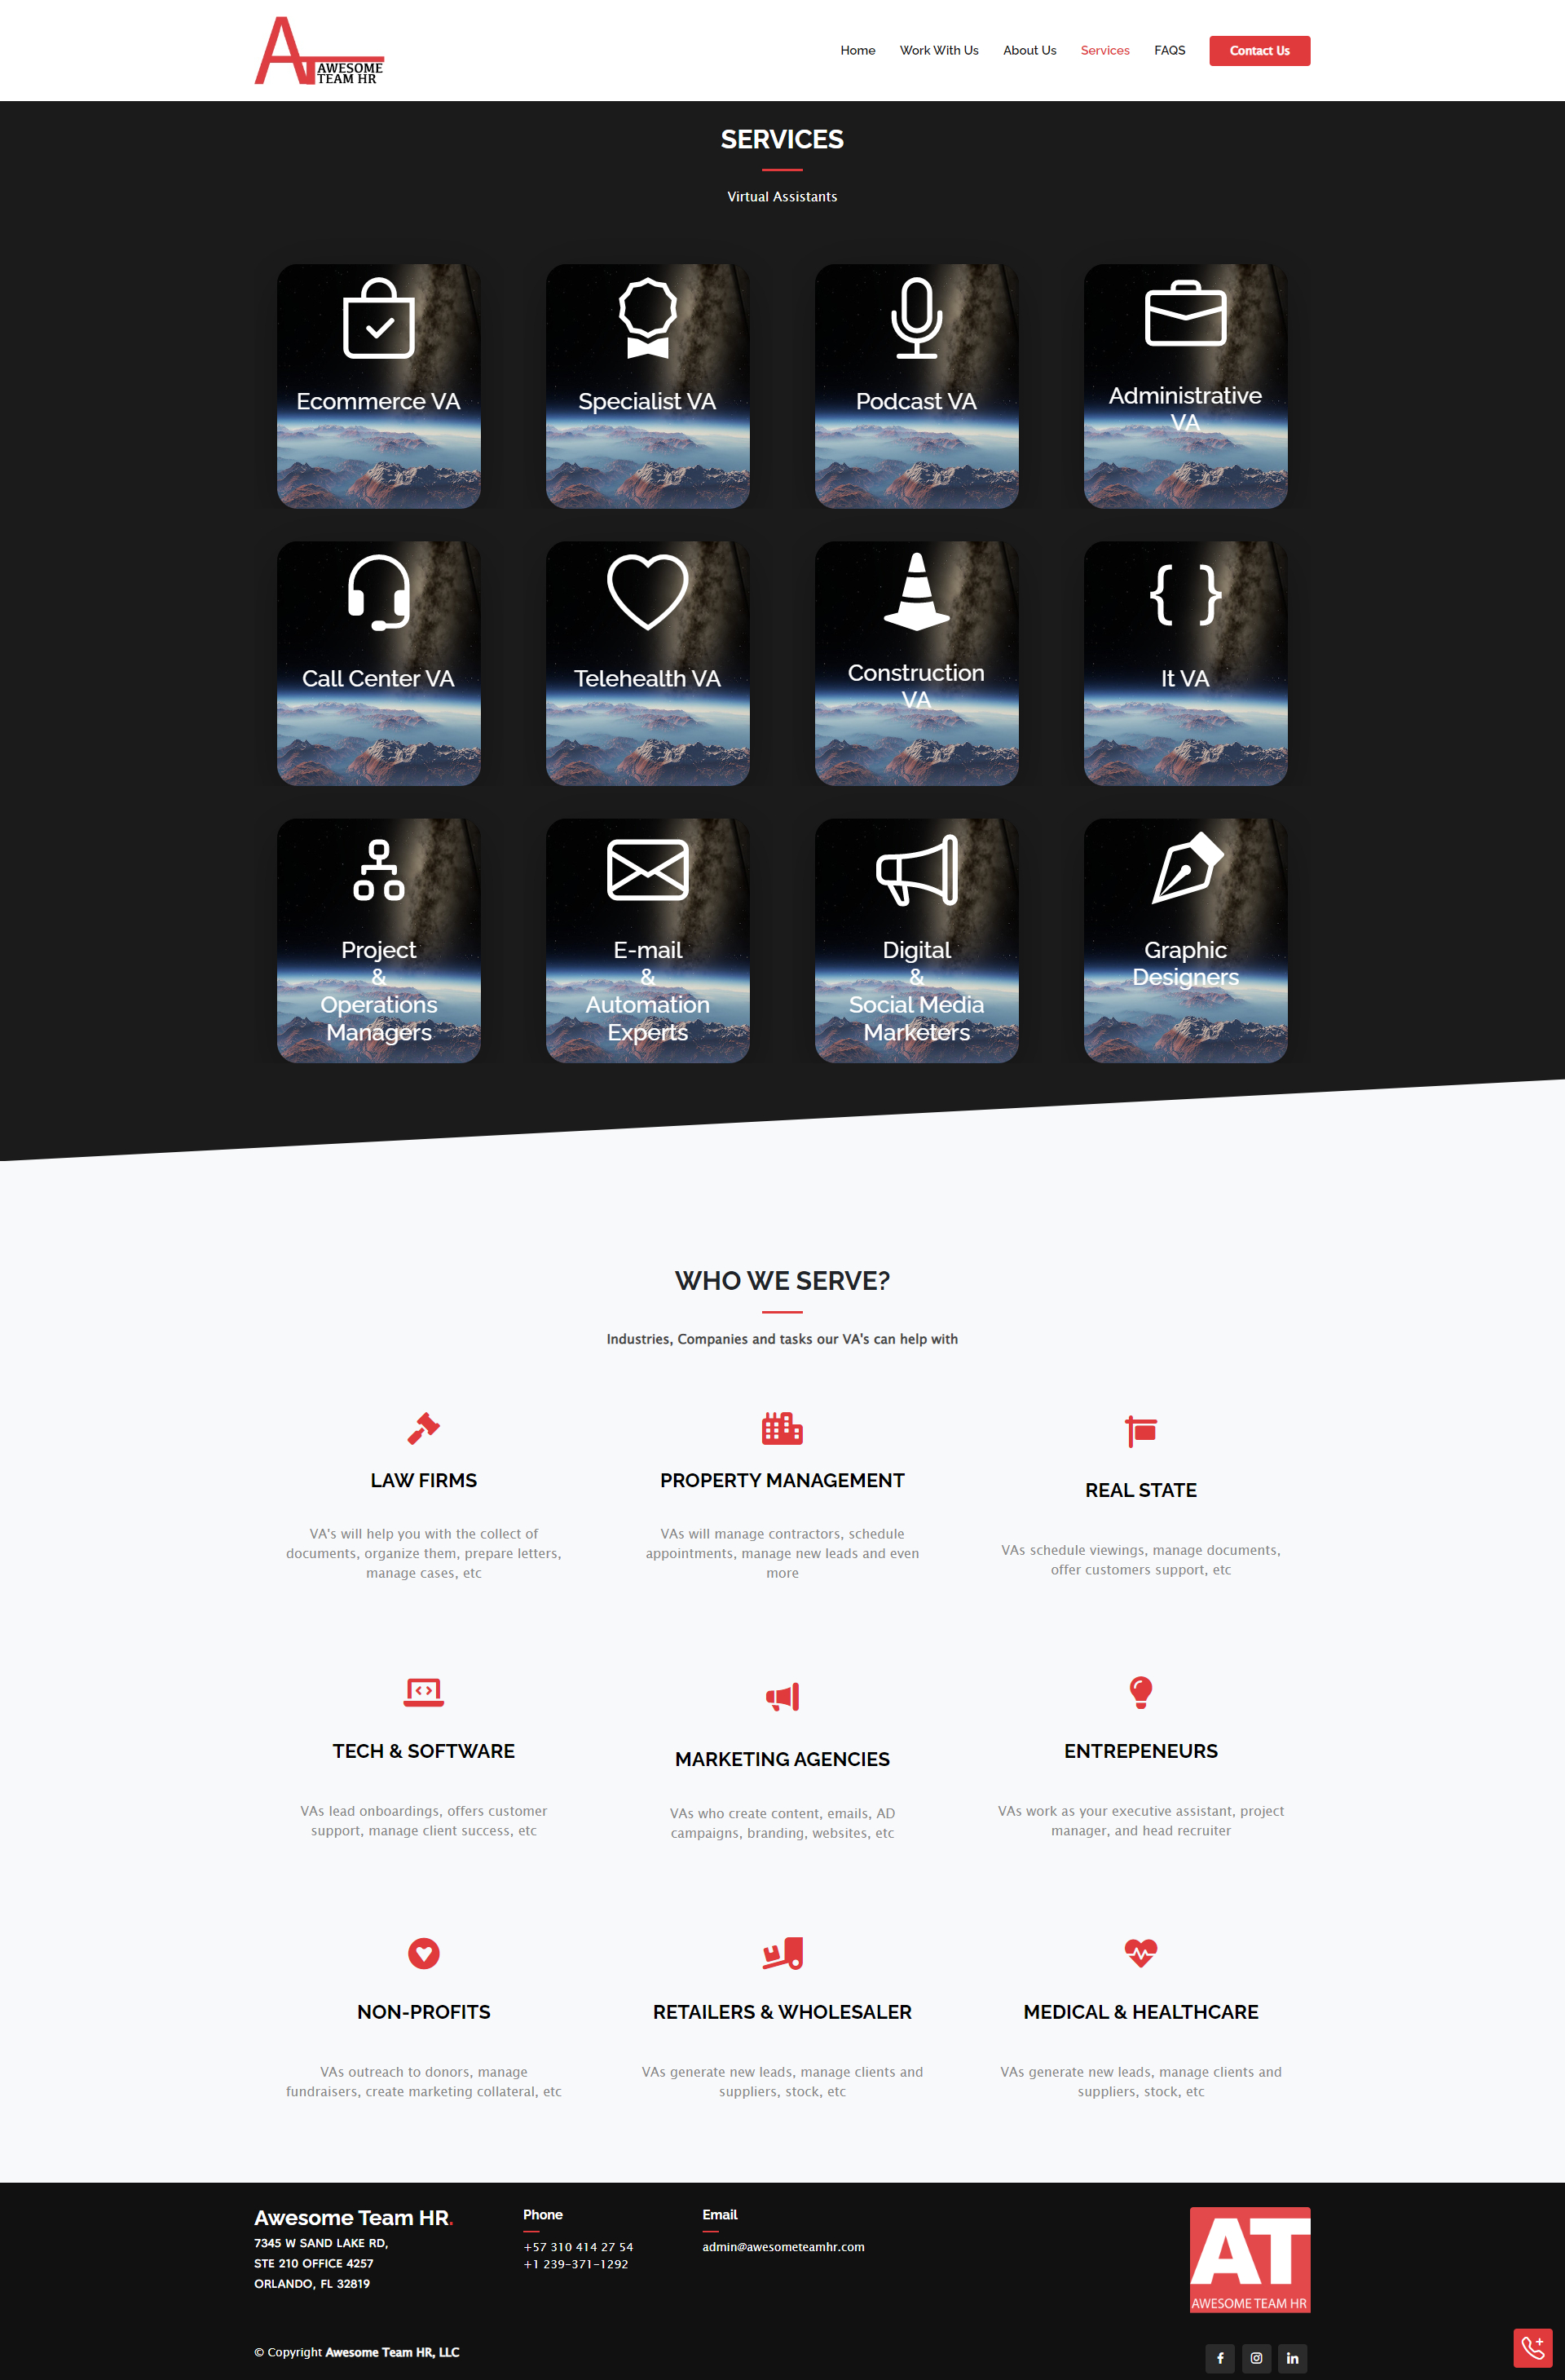 AWESOME
TEAM HR
Home Work With Us About Us Services FAQS Contact Us
SERVICES
Virtual Assistants
Ecommerce VA
Specialist VA
Podcast VA
Administrative
VA
Call Center VA
Telehealth VA
Construction
VA
It VA
Project
&
Operations
Managers
E-mail
&
Automation
Experts
Digital
&
Social Media
Marketers
Graphic
Designers
WHO WE SERVE?
Industries, Companies and tasks our VA's can help with
LAW FIRMS
VA's will help you with the collect of
documents, organize them, prepare letters,
manage cases, etc
PROPERTY MANAGEMENT
VAs will manage contractors, schedule
appointments, manage new leads and even
more
REAL STATE
VAs schedule viewings, manage documents,
offer customers support, etc
TECH & SOFTWARE
VAs lead onboardings, offers customer
support, manage client success, etc
MARKETING AGENCIES
VAs who create content, emails, AD
campaigns, branding, websites, etc
ENTREPENEURS
VAs work as your executive assistant, project
manager, and head recruiter
NON-PROFITS
VAs outreach to donors, manage
fundraisers, create marketing collateral, etc
RETAILERS & WHOLESALER
VAs generate new leads, manage clients and
suppliers, stock, etc
MEDICAL & HEALTHCARE
VAs generate new leads, manage clients and
suppliers, stock, etc
Awesome Team HR.
7345 W SAND LAKE RD,
STE 210 OFFICE 4257
ORLANDO, FL 32819
Phone
+57 310 414 27 54
+1 239-371-1292
Email
admin@awesometeamhr.com
AT
AWESOME TEAM HR
© Copyright Awesome Team HR, LLC